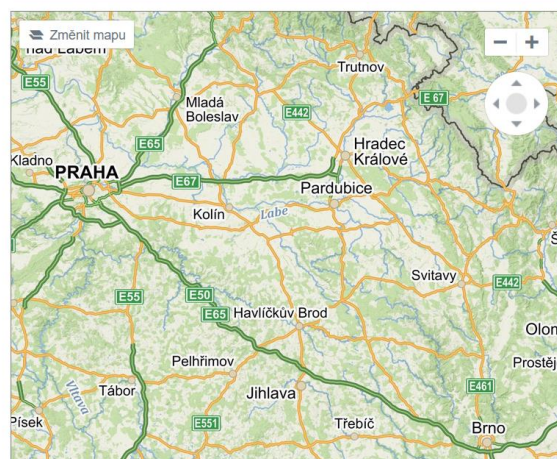 Změnit mapu
nad Labem
Trutnov
E55
Mladá
Boleslav
E442
E 67
E65
Hradec
Králové
Kladno
PRAHA
E67
Pardubice
Kolín
Labe
Svitavy
E442
E55
E50
E65
Havlíčkův Brod
Olom
Pelhřimov
Prostěj
Vltava
Tábor
Jihlava
E461
Písek
E551
Třebíč
Brno